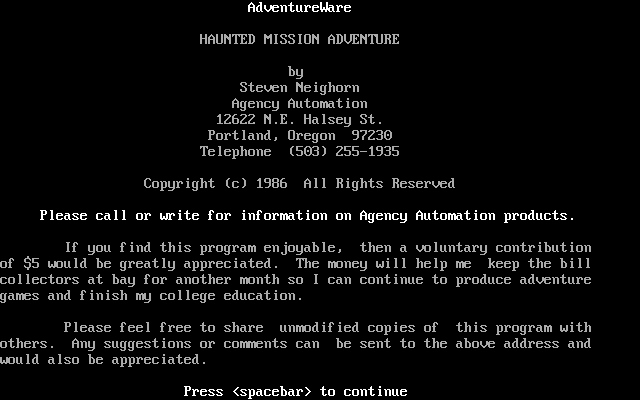 AdventureWare
HAUNTED MISSION ADVENTURE
by
Steven Neighorn
Agency Automation
12622 N.E. Halsey St.
Portland, Oregon  97230
Telephone  (503) 255-1935
Copyright (c) 1986  All Rights Reserved
Please call or write for information on Agency Automation products.
If you find this program enjoyable,  then a voluntary contribution
of $5 would be greatly appreciated.  The money will help me  keep the bill
collectors at bay for another month so I can continue to produce adventure
games and finish my college education.
Please feel free to share  unmodified copies of  this program with
others.  Any suggestions or comments can  be sent to the above address and
would also be appreciated.
Press <spacebar> to continue